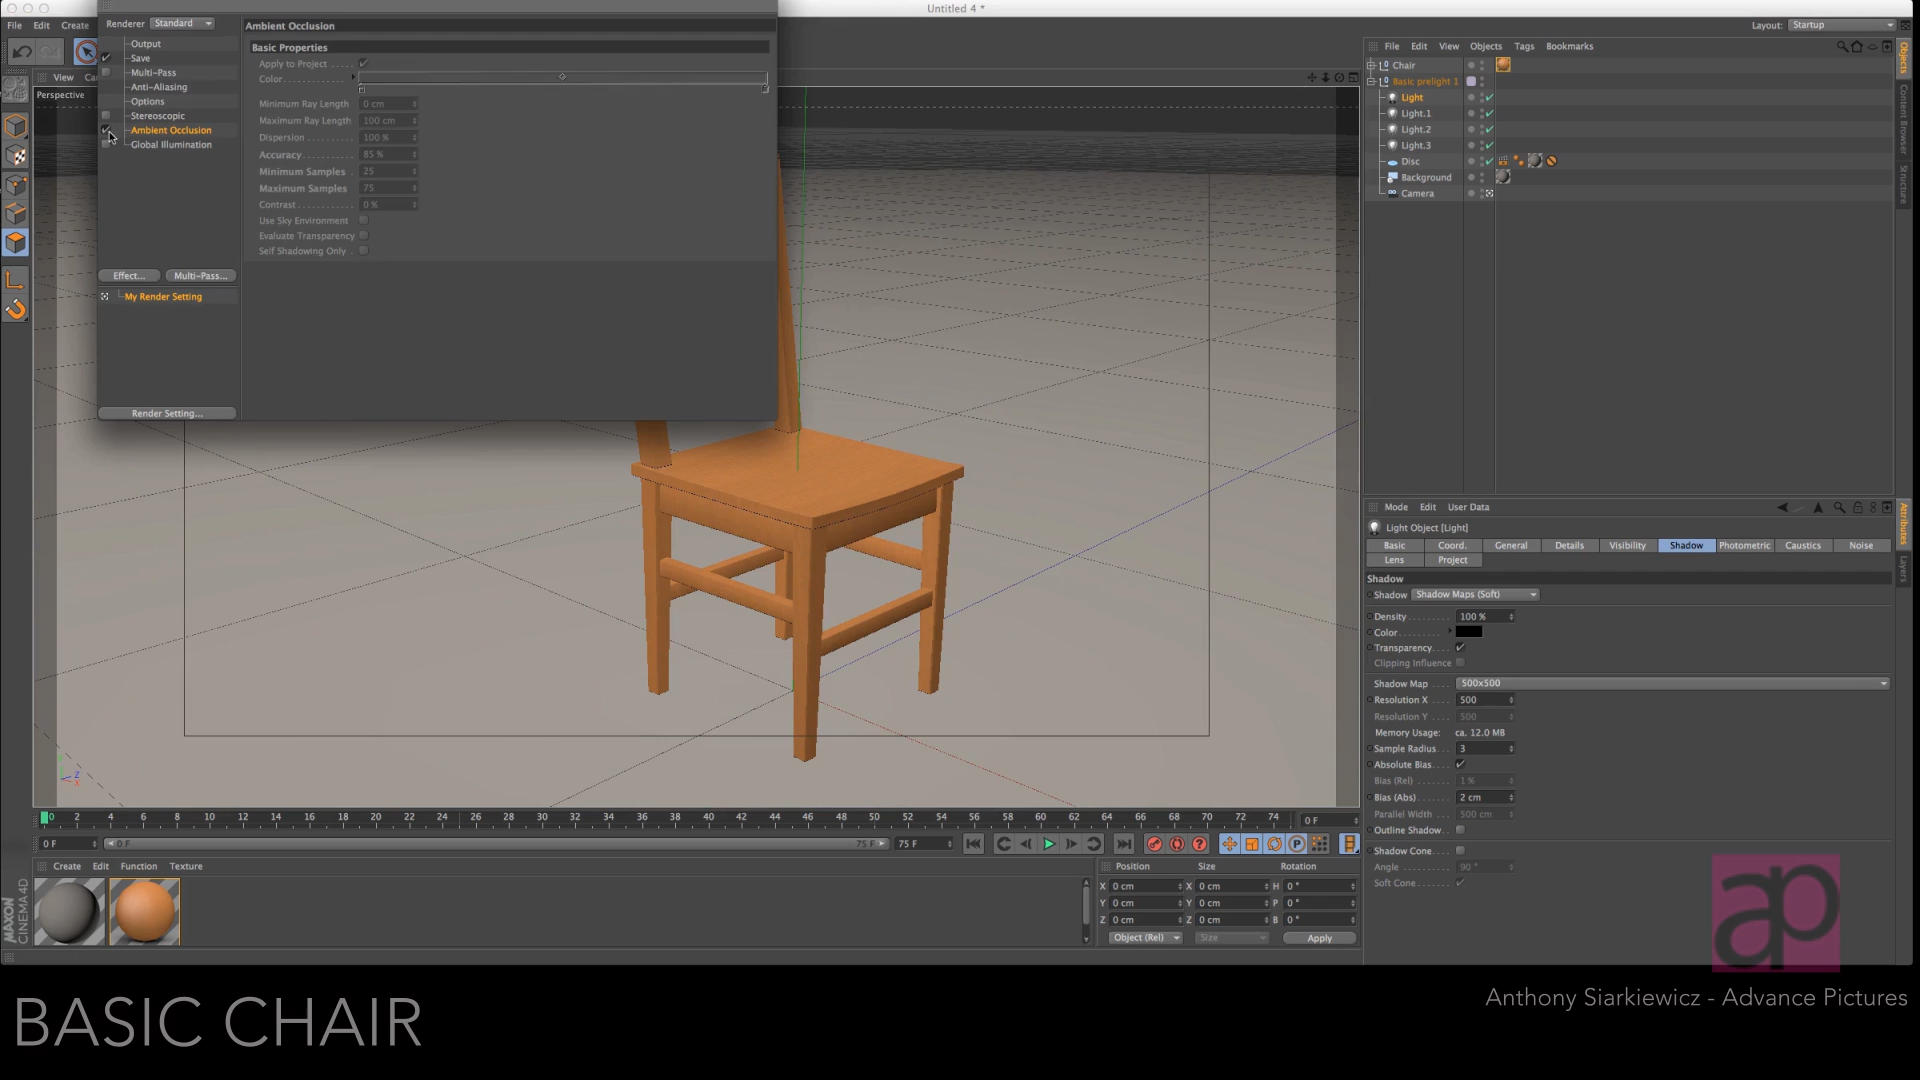 Untitled 4 *
Renderer Standard
Output
Save
Multi-Pass
Anti-Aliasing
Options
Stereoscopic
Ambient Occlusion
Global Illumination
Effect... Multi-Pass...
My Render Setting
Render Setting...
Ambient Occlusion
Basic Properties
Apply to Project
Color
Minimum Ray Length 0 cm
Maximum Ray Length 100 cm
Dispersion 100 %
Accuracy 85 %
Minimum Samples 25
Maximum Samples 75
Contrast 0 %
Use Sky Environment
Evaluate Transparency
Self Shadowing Only
File Edit Create
View
Perspective
Layout: Startup
File Edit View Objects Tags Bookmarks
Chair
Basic prelight 1
Light
Light.1
Light.2
Light.3
Disc
Background
Camera
Objects
Content Browser
Structure
Mode Edit User Data
Light Object [Light]
Basic Coord. General Details Visibility Shadow Photometric Caustics Noise
Lens Project
Shadow
Shadow Shadow Maps (Soft)
Density 100 %
Color
Transparency
Clipping Influence
Shadow Map 500x500
Resolution X 500
Resolution Y 500
Memory Usage: ca. 12.0 MB
Sample Radius 3
Absolute Bias
Bias (Rel) 1 %
Bias (Abs) 2 cm
Parallel Width 500 cm
Outline Shadow
Shadow Cone
Angle 90 °
Soft Cone
Attributes
Layers
Y Z X
0 2 4 6 8 10 12 14 16 18 20 22 24 26 28 30 32 34 36 38 40 42 44 46 48 50 52 54 56 58 60 62 64 66 68 70 72 74 0 F
0 F 0 F 75 F 75 F
Create Edit Function Texture
Position Size Rotation
X 0 cm X 0 cm H 0 °
Y 0 cm Y 0 cm P 0 °
Z 0 cm Z 0 cm B 0 °
Object (Rel) Size Apply
MAXON
CINEMA 4D
ap
BASIC CHAIR
Anthony Siarkiewicz - Advance Pictures